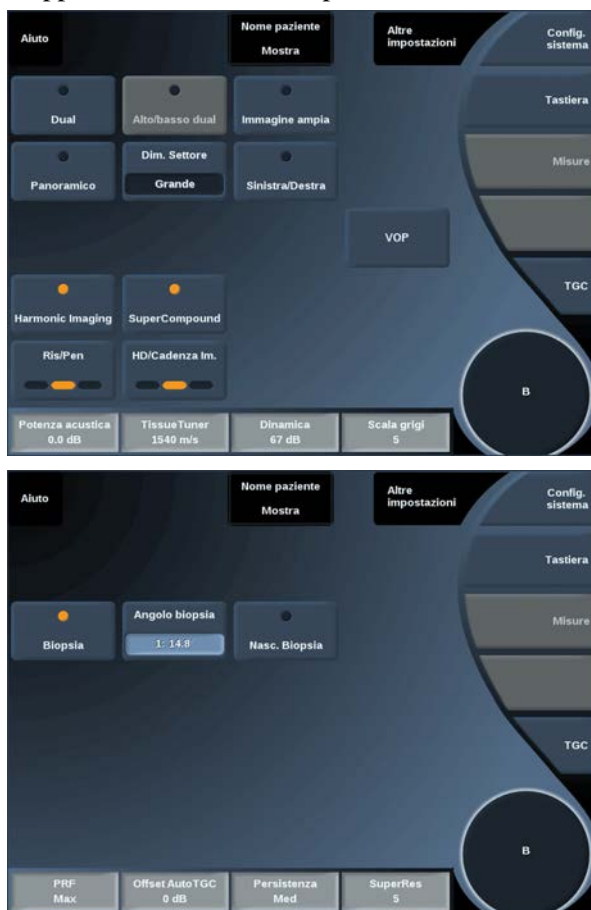 Aiuto
Nome paziente
Mostra
Altre
impostazioni
Config.
sistema
Dual
Alto/basso dual
Immagine ampia
Tastiera
Panoramico
Dim. Settore
Grande
Sinistra/Destra
Misure
VOP
TGC
Harmonic Imaging
SuperCompound
Ris/Pen
HD/Cadenza Im.
B
Potenza acustica
0.0 dB
TissueTuner
1540 m/s
Dinamica
67 dB
Scala grigi
5
Aiuto
Nome paziente
Mostra
Altre
impostazioni
Config.
sistema
Tastiera
Biopsia
Angolo biopsia
1: 14.8
Nasc. Biopsia
Misure
TGC
B
PRF
Max
Offset AutoTGC
0 dB
Persistenza
Med
SuperRes
5